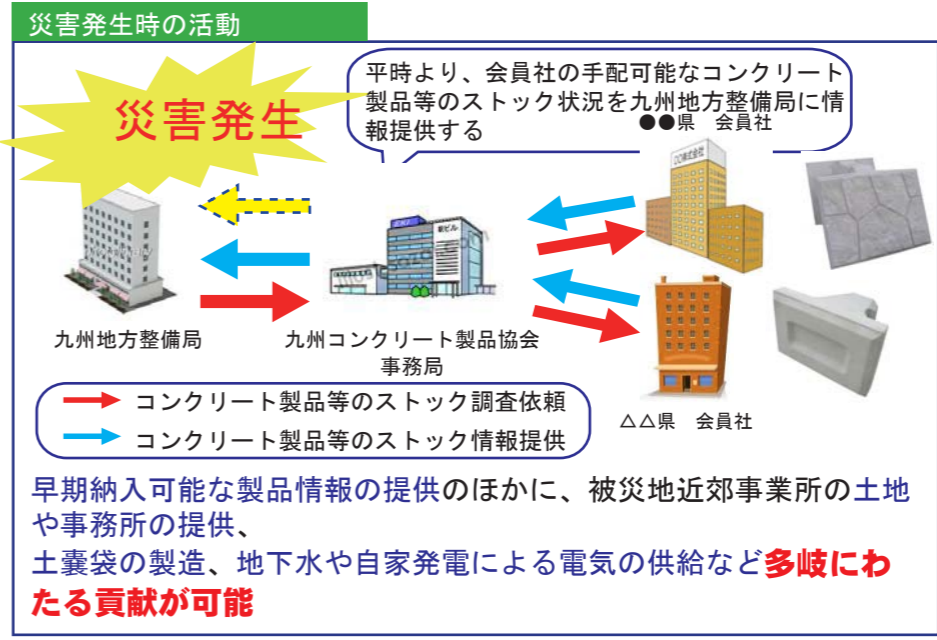 災害発生時の活動
災害発生
平時より、会員社の手配可能なコンクリート
製品等のストック状況を九州地方整備局に情
報提供する
●●県　会員社
〇〇株式会社
九州地方整備局
九州コンクリート製品協会
事務局
△△県　会員社
コンクリート製品等のストック調査依頼
コンクリート製品等のストック情報提供
早期納入可能な製品情報の提供のほかに、被災地近郊事業所の土地
や事務所の提供、
土嚢袋の製造、地下水や自家発電による電気の供給など多岐にわ
たる貢献が可能